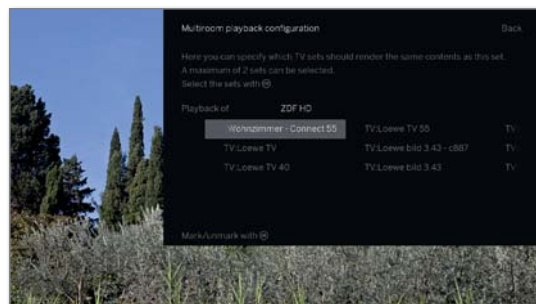 Multiroom playback configuration Back
Here you can specify which TV sets should render the same contents as this set.
A maximum of 2 sets can be selected.
Select the sets with OK.
Playback of ZDF HD
Wohnzimmer - Connect 55 TV:Loewe TV 55 TV:
TV:Loewe TV TV:Loewe bild 3.43 - c887 TV:
TV:Loewe TV 40 TV:Loewe bild 3.43 TV:
Mark/unmark with OK